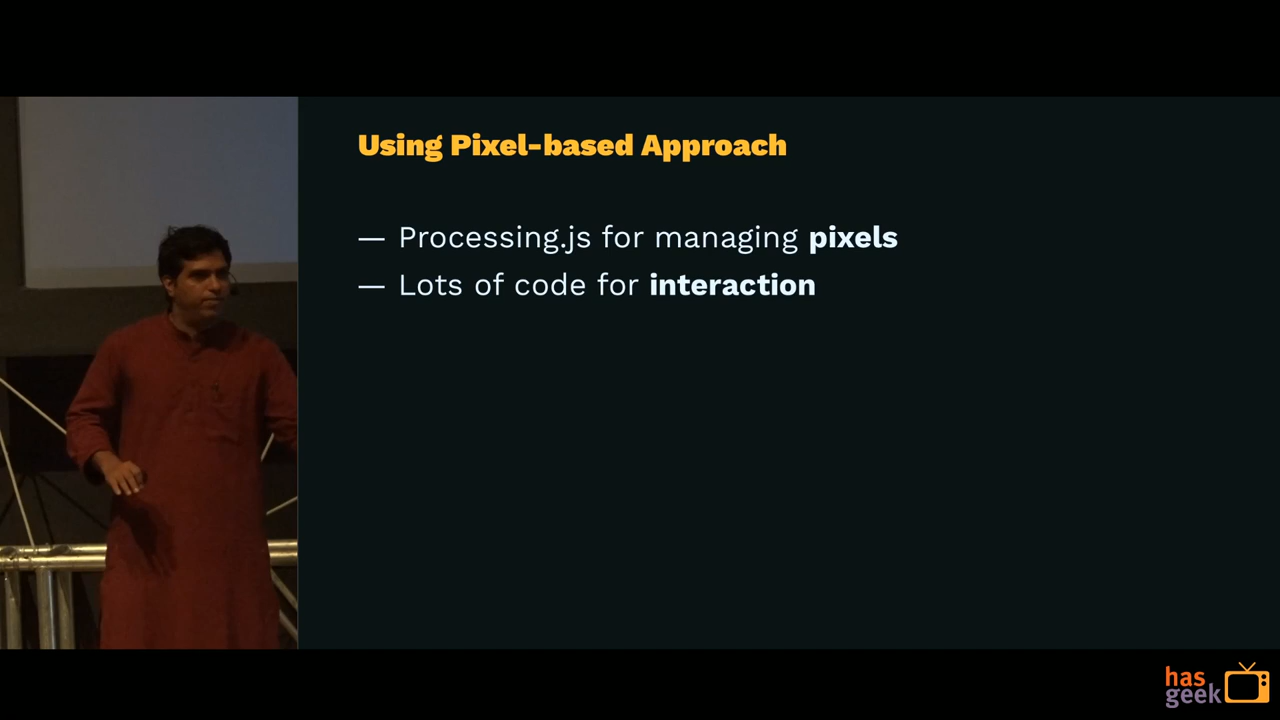 Using Pixel-based Approach
— Processing.js for managing pixels
— Lots of code for interaction
has
geek